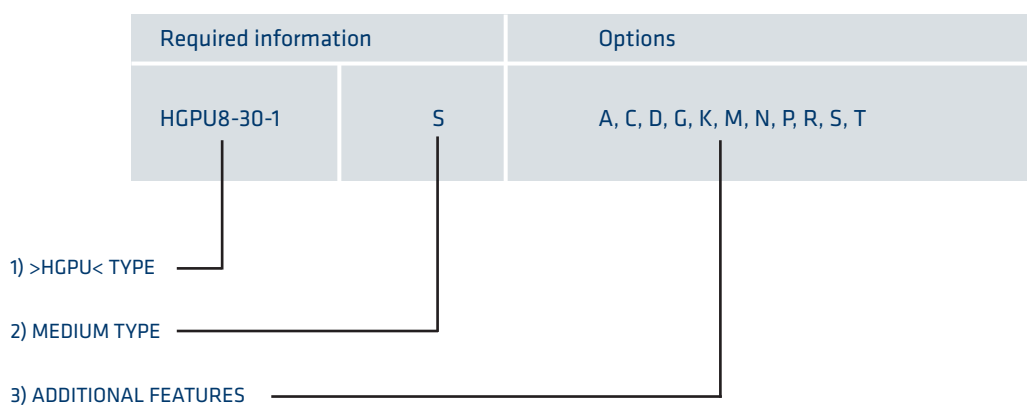 Required information Options
HGPU8-30-1 S A, C, D, G, K, M, N, P, R, S, T
1) >HGPU< TYPE
2) MEDIUM TYPE
3) ADDITIONAL FEATURES